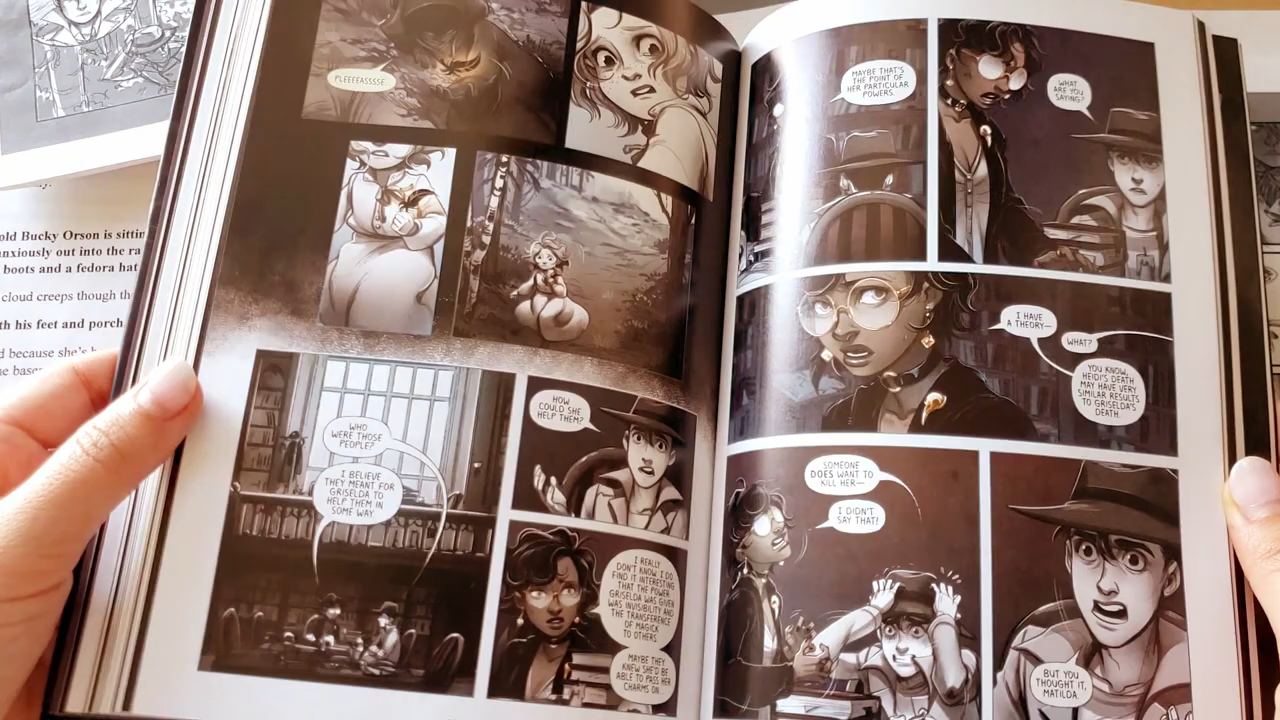 old Bucky Orson is sittin
anxiously out into the ra
boots and a fedora hat
cloud creeps though th
th his feet and porch
d because she's
e base
PLEEEEASSSSE
WHO
WERE THOSE
PEOPLE?
I BELIEVE
THEY MEANT FOR
GRISELDA TO
HELP THEM IN
SOME WAY.
HOW
COULD SHE
HELP THEM?
I REALLY
DON'T KNOW. I DO
FIND IT INTERESTING
THAT THE POWER
GRISELDA WAS GIVEN
WAS INVISIBILITY AND
THE TRANSFERENCE
OF MAGICK
TO OTHERS.
MAYBE THEY
KNEW SHE'D BE
ABLE TO PASS HER
CHARMS ON...
MAYBE THAT'S
THE POINT OF
HER PARTICULAR
POWERS.
WHAT
ARE YOU
SAYING?
I HAVE
A THEORY—
WHAT?
YOU KNOW,
HEIDI'S DEATH
MAY HAVE VERY
SIMILAR RESULTS
TO GRISELDA'S
DEATH.
SOMEONE
DOES WANT TO
KILL HER—
I DIDN'T
SAY THAT!
BUT YOU
THOUGHT IT,
MATILDA.